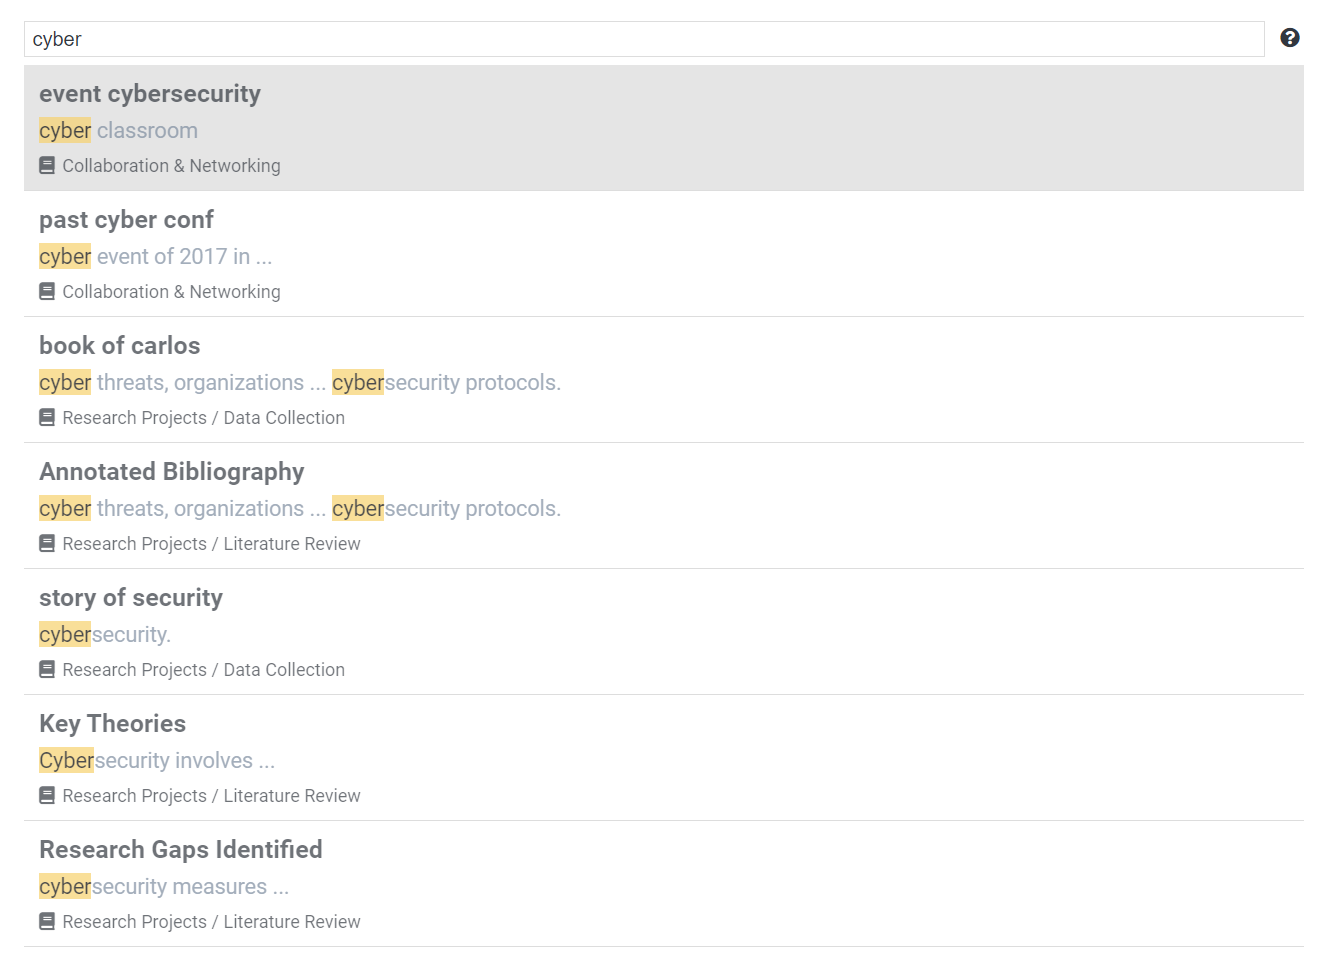 cyber
event cybersecurity
cyber classroom
Collaboration & Networking
past cyber conf
cyber event of 2017 in ...
Collaboration & Networking
book of carlos
cyber threats, organizations ... cybersecurity protocols.
Research Projects / Data Collection
Annotated Bibliography
cyber threats, organizations ... cybersecurity protocols.
Research Projects / Literature Review
story of security
cybersecurity.
Research Projects / Data Collection
Key Theories
Cybersecurity involves ...
Research Projects / Literature Review
Research Gaps Identified
cybersecurity measures ...
Research Projects / Literature Review